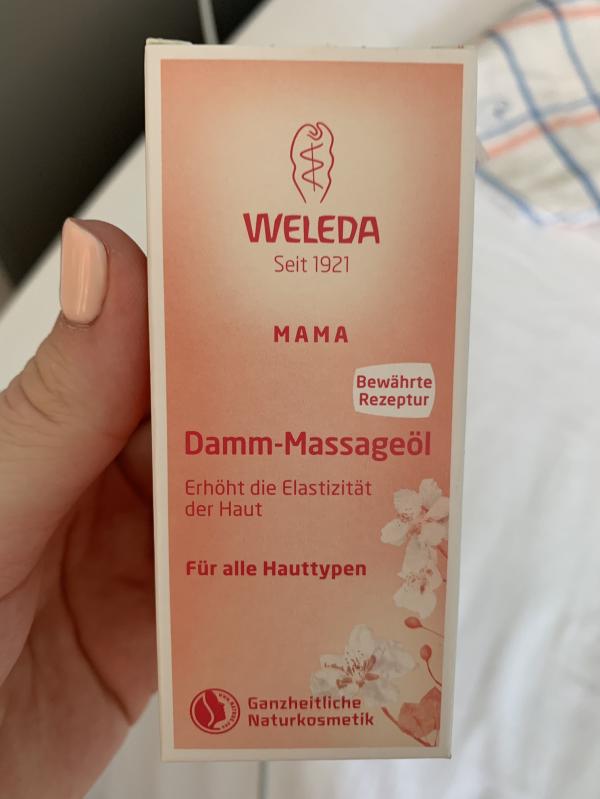 WELEDA
Seit 1921
MAMA
Bewährte
Rezeptur
Damm-Massageöl
Erhöht die Elastizität
der Haut
Für alle Hauttypen
Ganzheitliche
Naturkosmetik